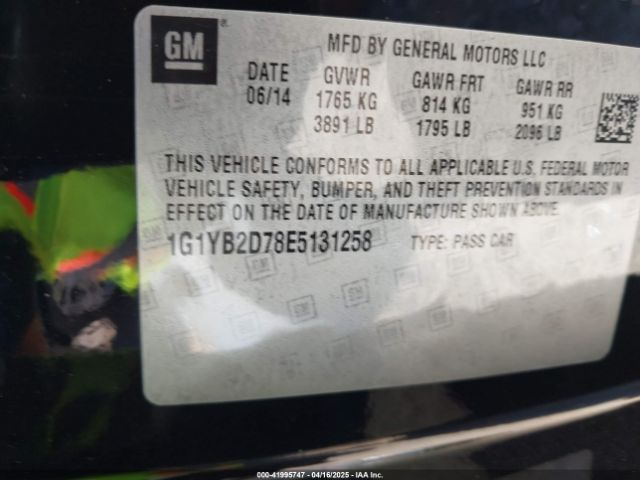 GM ®
MFD BY GENERAL MOTORS LLC
DATE GVWR GAWR FRT GAWR RR
06/14 1765 KG 814 KG 951 KG
3891 LB 1795 LB 2096 LB
THIS VEHICLE CONFORMS TO ALL APPLICABLE U.S. FEDERAL MOTOR
VEHICLE SAFETY, BUMPER, AND THEFT PREVENTION STANDARDS IN
EFFECT ON THE DATE OF MANUFACTURE SHOWN ABOVE.
1G1YB2D78E5131258 TYPE: PASS CAR
000-41995747 - 04/16/2025 - IAA Inc.